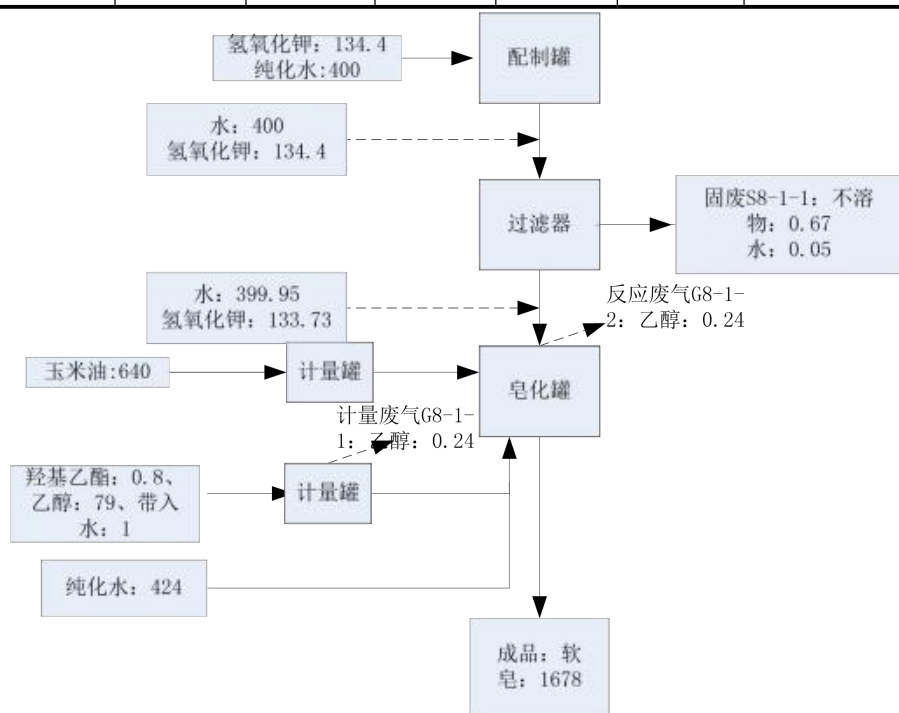 氢氧化钾：134.4
纯化水:400
配制罐
水：400
氢氧化钾：134.4
过滤器
固废S8-1-1：不溶
物：0.67
水：0.05
水：399.95
氢氧化钾：133.73
反应废气G8-1-
2：乙醇：0.24
玉米油:640
计量罐
皂化罐
计量废气G8-1-
1：乙醇：0.24
羟基乙酯：0.8、
乙醇：79、带入
水：1
计量罐
纯化水：424
成品：软
皂：1678